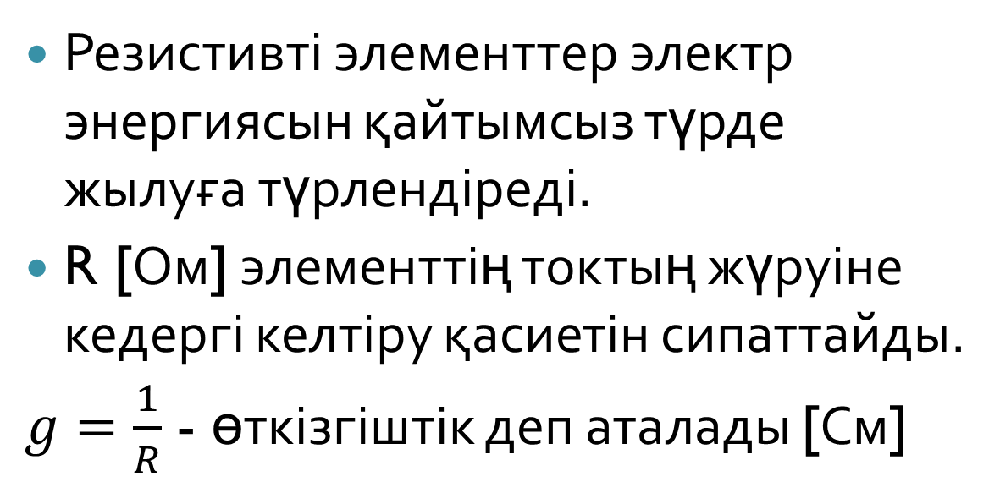 • Резистивті элементтер электр
энергиясын қайтымсыз түрде
жылуға түрлендіреді.
• R [Ом] элементтің токтың жүруіне
кедергі келтіру қасиетін сипаттайды.
g = 1/R - өткізгіштік деп аталады [См]